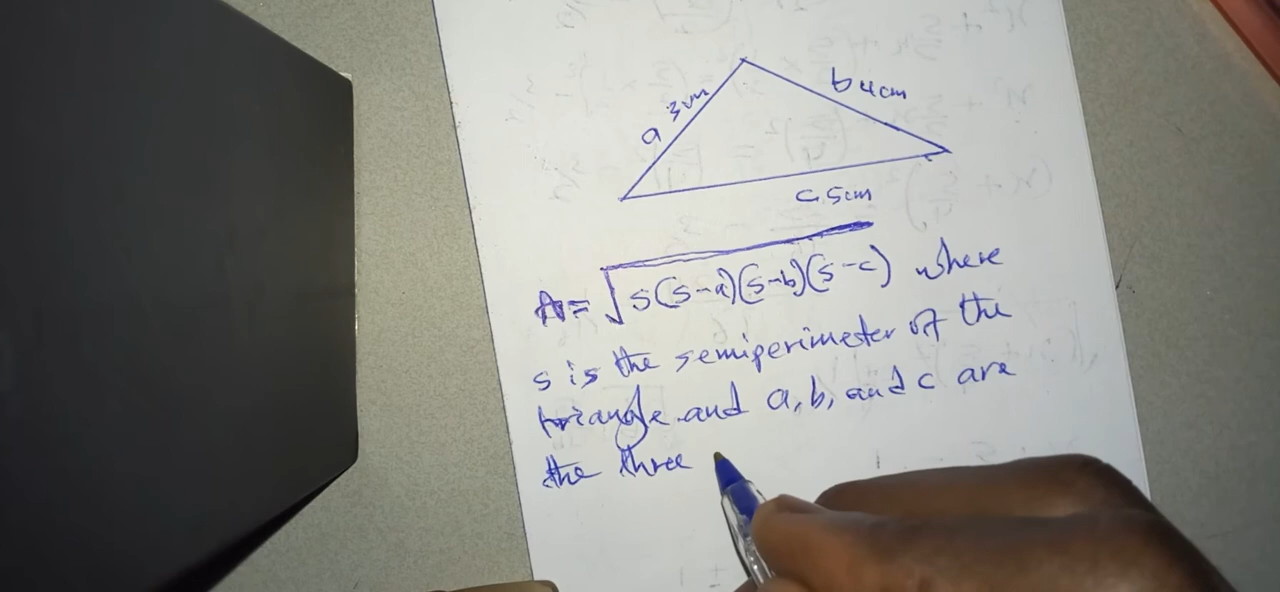 a 3cm
b 4cm
c 5cm
A = √s(s-a)(s-b)(s-c) where
s is the semiperimeter of the
triangle and a, b, and c are
the three